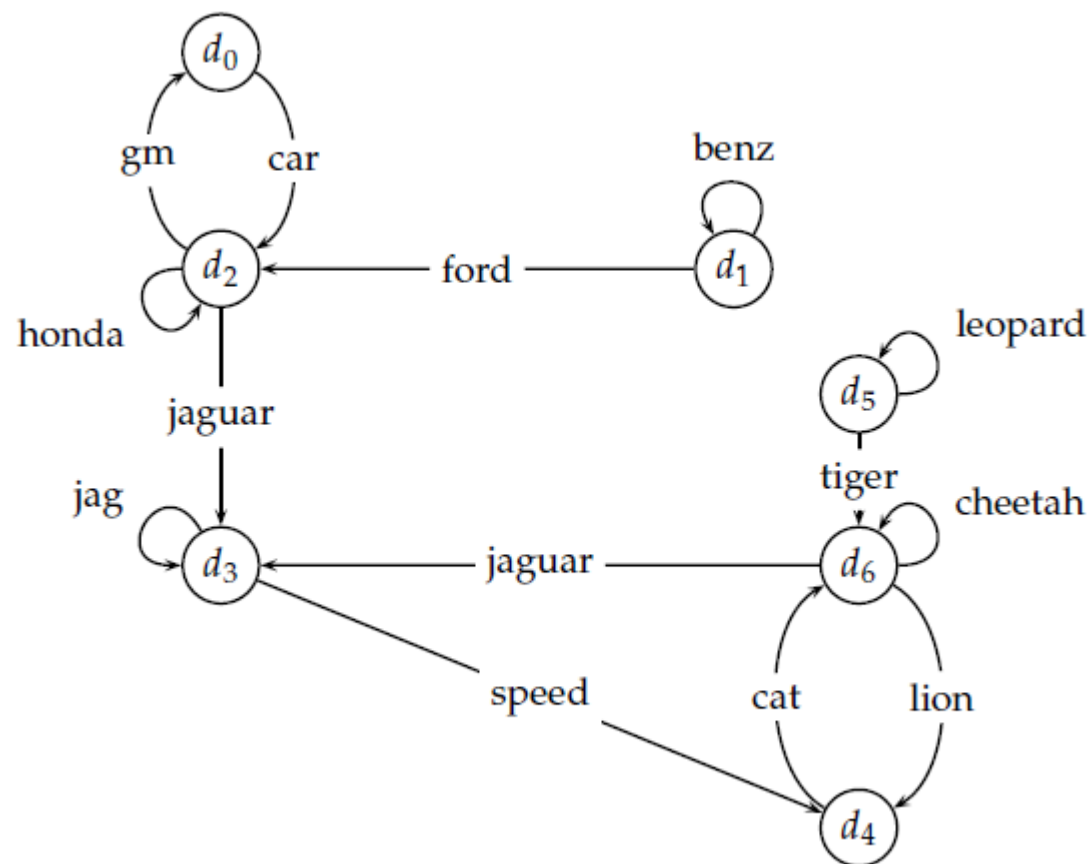 d0
gm
car
benz
d2
ford
d1
honda
leopard
d5
jaguar
tiger
jag
cheetah
d3
jaguar
d6
speed
cat
lion
d4